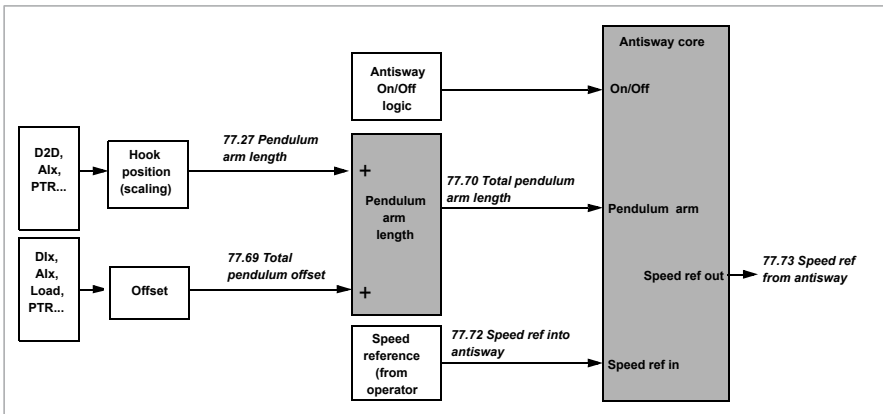 Antisway core
Antisway
On/Off
logic
On/Off
D2D,
AIx,
PTR...
Hook
position
(scaling)
77.27 Pendulum
arm length
+
Pendulum
arm
length
+
77.70 Total pendulum
arm length
Pendulum arm
DIx,
AIx,
Load,
PTR...
Offset
77.69 Total
pendulum offset
Speed ref out
77.73 Speed ref
from antisway
Speed
reference
(from
operator
77.72 Speed ref into
antisway
Speed ref in